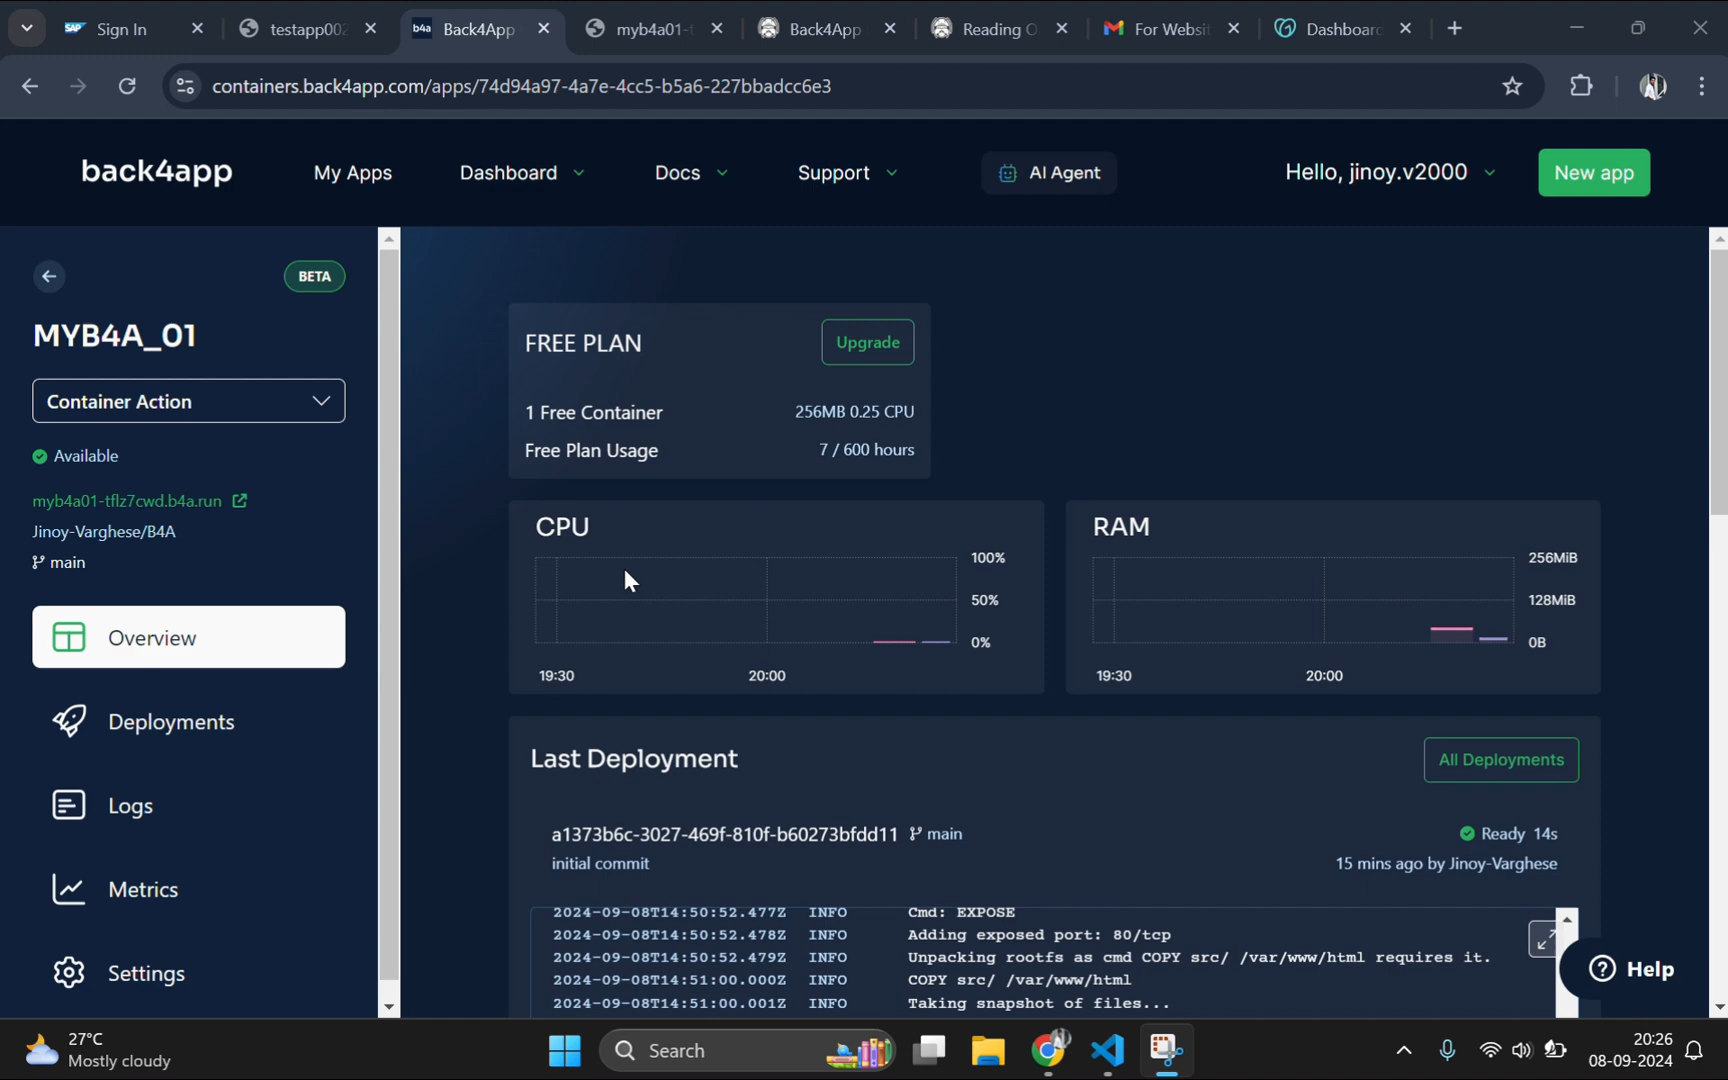 Sign In
testapp002
Back4App
myb4a01-t
Back4App
Reading O
For Websit
Dashboard
containers.back4app.com/apps/74d94a97-4a7e-4cc5-b5a6-227bbadcc6e3
back4app
My Apps
Dashboard
Docs
Support
AI Agent
Hello, jinoy.v2000
New app
BETA
MYB4A_01
Container Action
Available
myb4a01-tflz7cwd.b4a.run
Jinoy-Varghese/B4A
main
Overview
Deployments
Logs
Metrics
Settings
FREE PLAN
Upgrade
1 Free Container 256MB 0.25 CPU
Free Plan Usage 7 / 600 hours
CPU
100%
50%
0%
19:30 20:00
RAM
256MiB
128MiB
0B
19:30 20:00
Last Deployment
All Deployments
a1373b6c-3027-469f-810f-b60273bfdd11 main
Ready 14s
initial commit
15 mins ago by Jinoy-Varghese
2024-09-08T14:50:52.477Z INFO Cmd: EXPOSE
2024-09-08T14:50:52.478Z INFO Adding exposed port: 80/tcp
2024-09-08T14:50:52.479Z INFO Unpacking rootfs as cmd COPY src/ /var/www/html requires it.
2024-09-08T14:51:00.000Z INFO COPY src/ /var/www/html
2024-09-08T14:51:00.001Z INFO Taking snapshot of files...
Help
27°C
Mostly cloudy
Search
20:26
08-09-2024